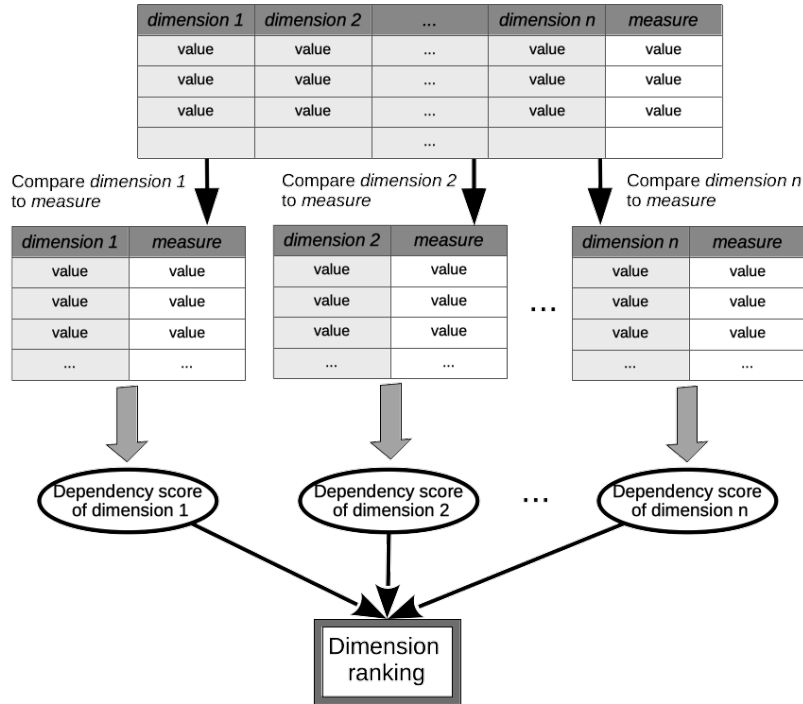 dimension 1 dimension 2 ... dimension n measure
value value ... value value
value value ... value value
value value ... value value
...
Compare dimension 1
to measure
Compare dimension 2
to measure
Compare dimension n
to measure
dimension 1 measure
value value
value value
value value
... ...
dimension 2 measure
value value
value value
value value
... ...
...
dimension n measure
value value
value value
value value
... ...
Dependency score
of dimension 1
Dependency score
of dimension 2
...
Dependency score
of dimension n
Dimension
ranking